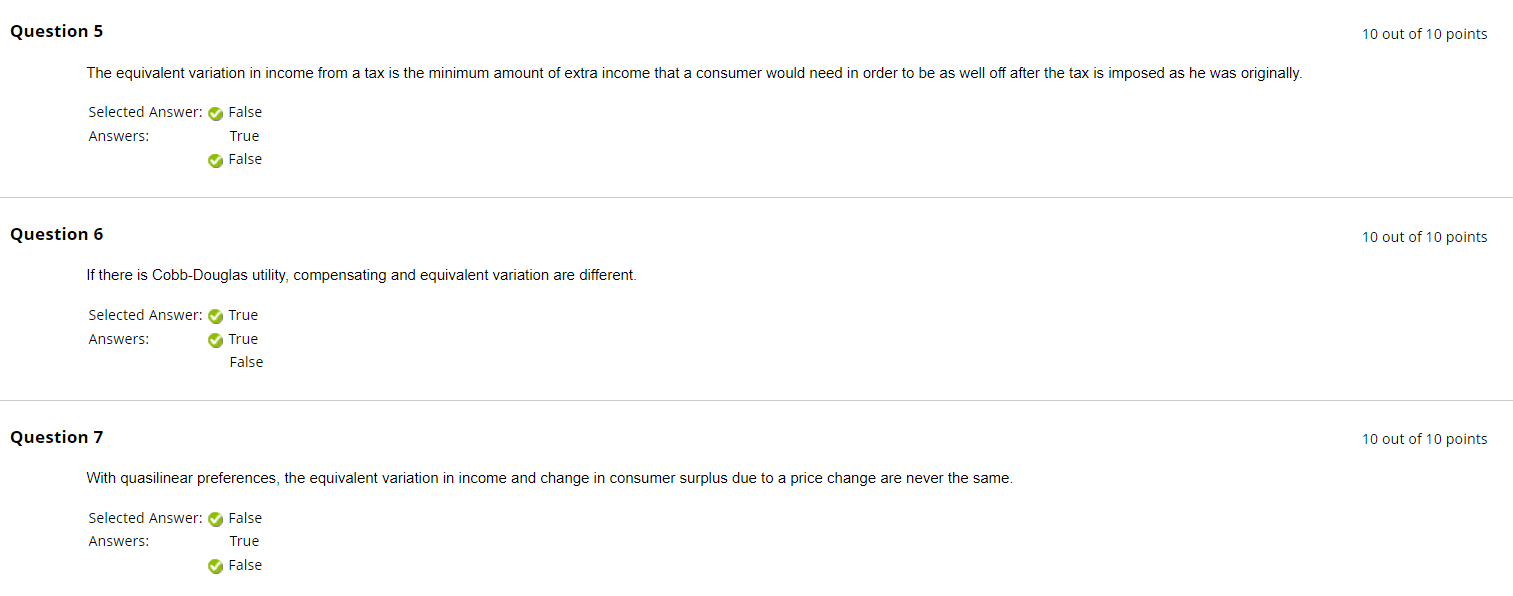 Question 5
10 out of 10 points
The equivalent variation in income from a tax is the minimum amount of extra income that a consumer would need in order to be as well off after the tax is imposed as he was originally.
Selected Answer: False
Answers: True
False
Question 6
10 out of 10 points
If there is Cobb-Douglas utility, compensating and equivalent variation are different.
Selected Answer: True
Answers: True
False
Question 7
10 out of 10 points
With quasilinear preferences, the equivalent variation in income and change in consumer surplus due to a price change are never the same.
Selected Answer: False
Answers: True
False